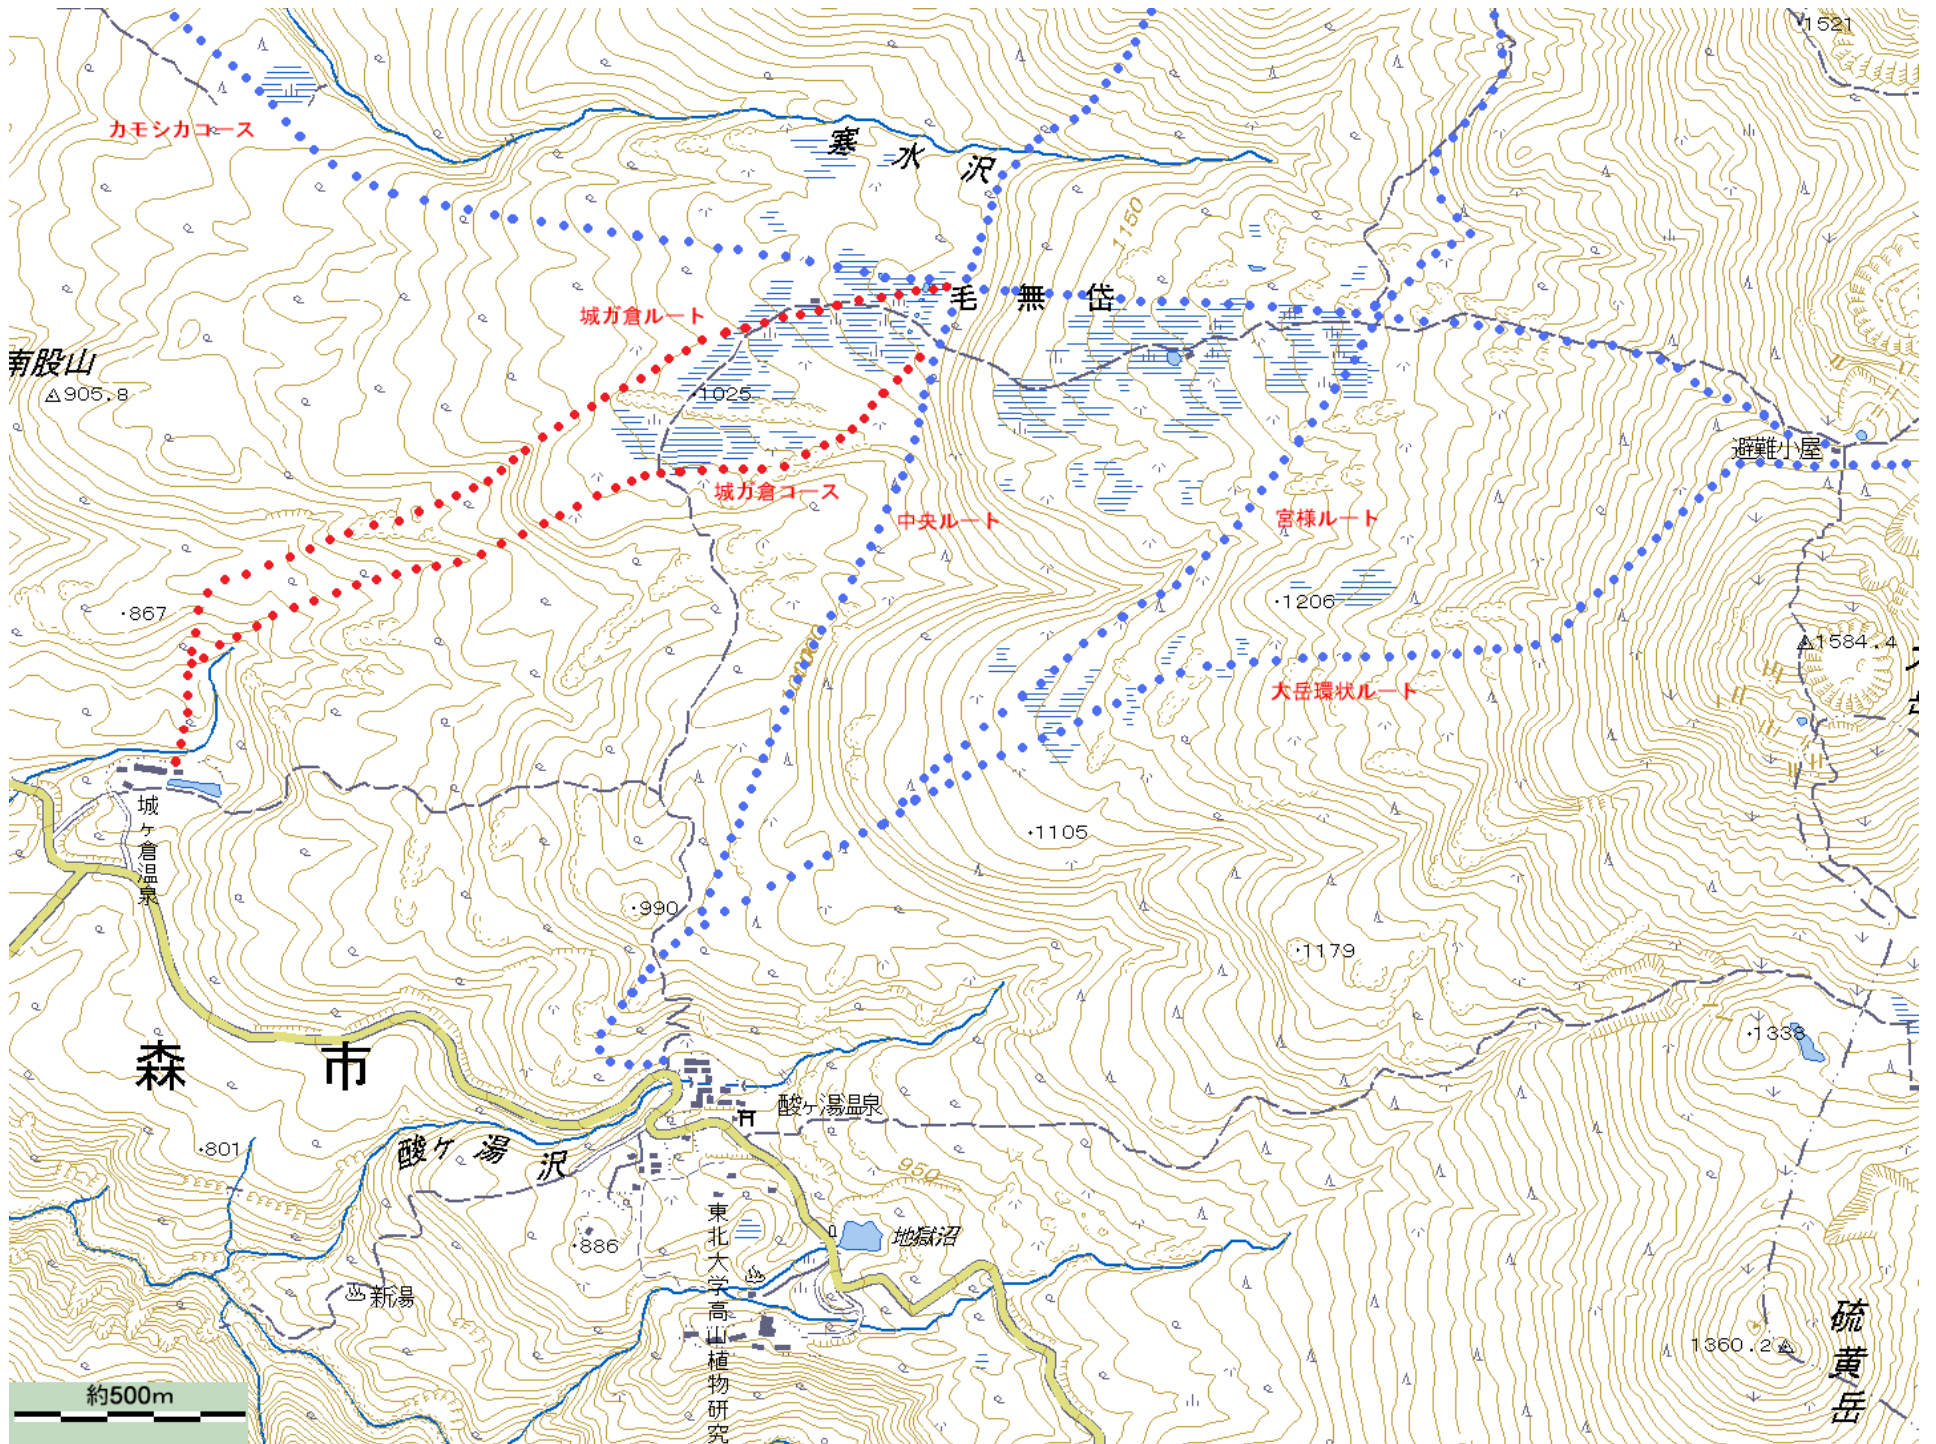 1521
カモシカコース
寒水沢
1150
毛無岱
城ガ倉ルート
南股山
905.8
1025
避難小屋
城ガ倉コース
中央ルート
宮様ルート
867
1206
1584.4
大岳環状ルート
城ヶ倉温泉
1105
990
1179
1338
森市
酸ヶ湯温泉
801
酸ケ湯沢
950
東北大学高山植物研究
886
地獄沼
新湯
硫黄岳
1360.2
約500m